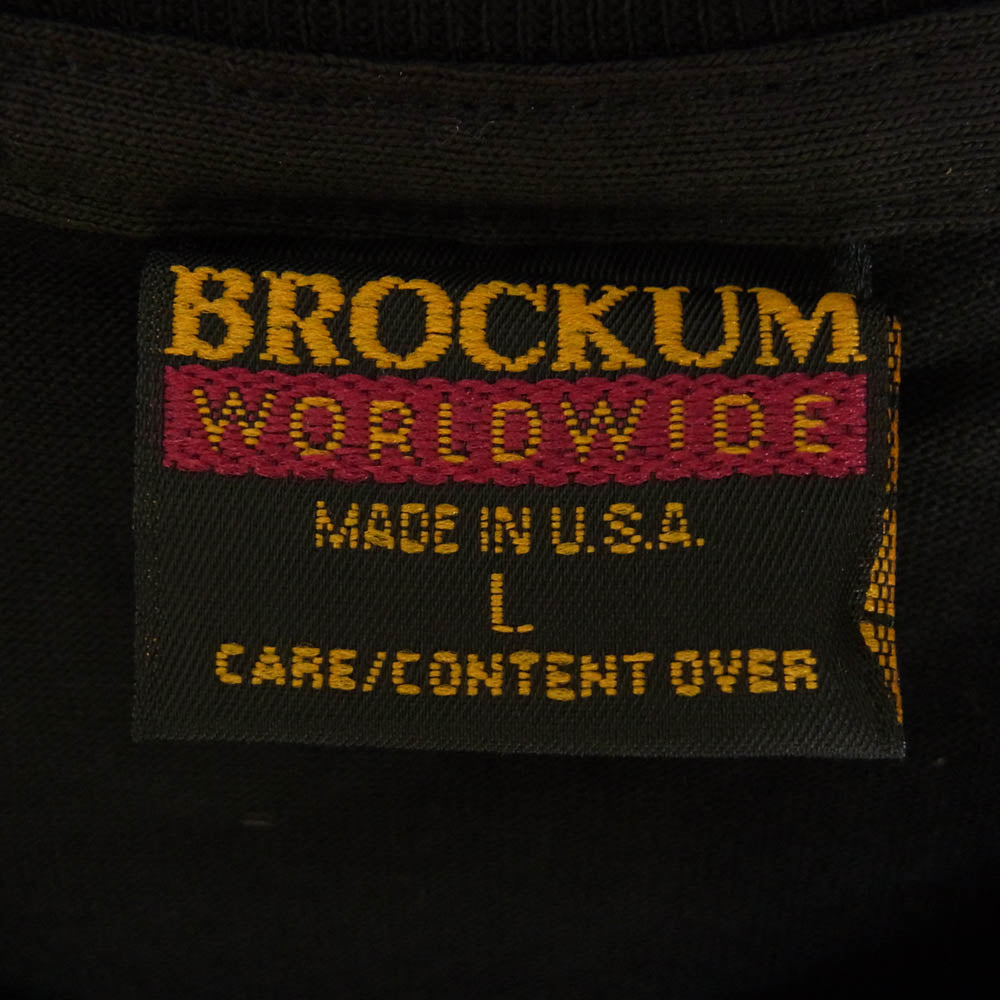 BROCKUM
WORLDWIDE
MADE IN U.S.A.
L
CARE/CONTENT OVER